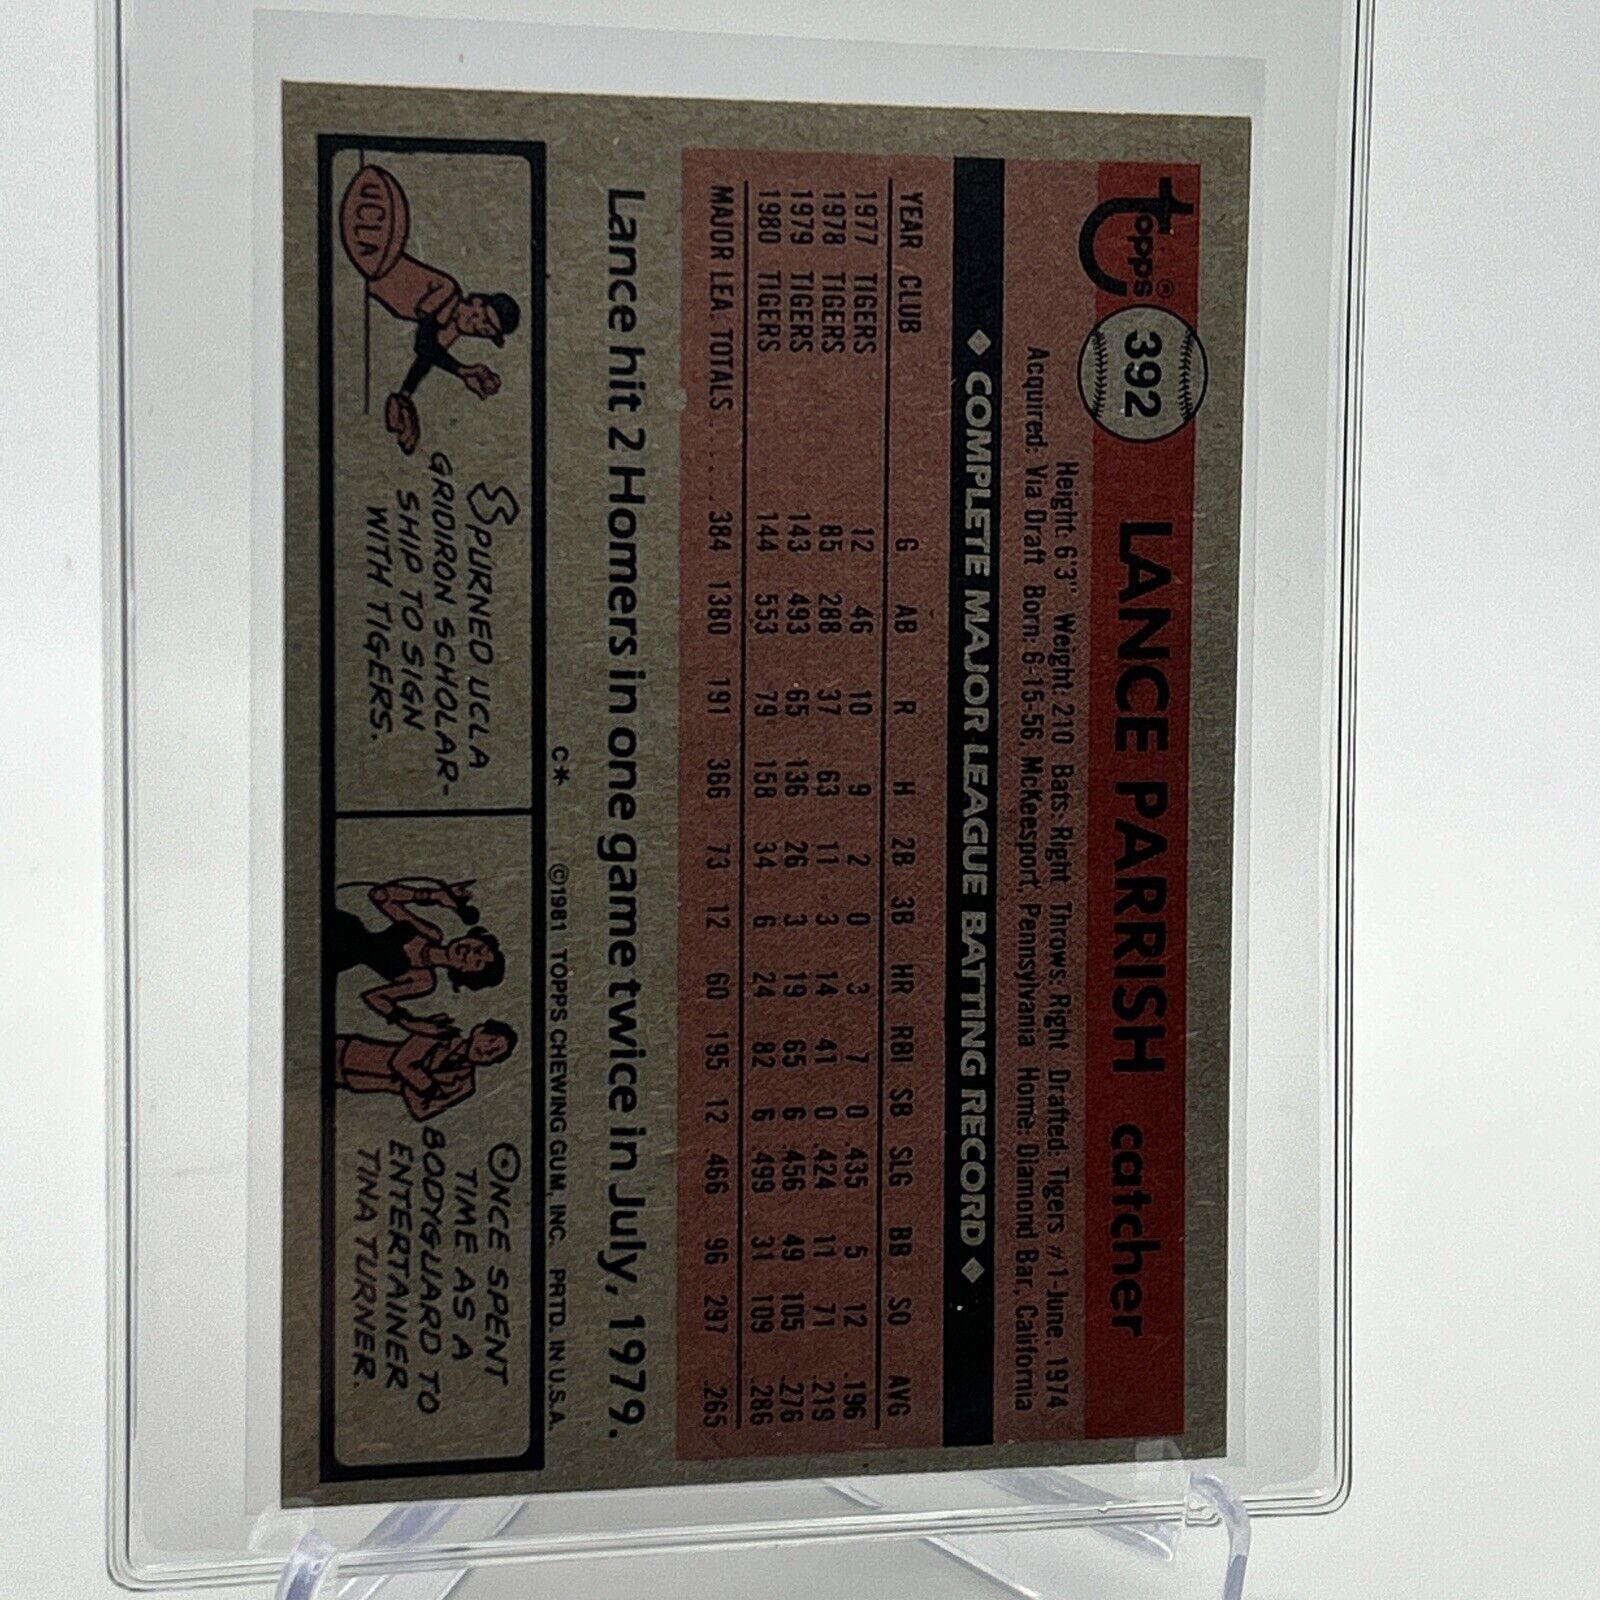 Topps® 392 LANCE PARRISH catcher
Height: 6'3" Weight: 210 Bats: Right Throws: Right Drafted: Tigers #1-June, 1974
Acquired: Via Draft Born: 6-15-56, McKeesport, Pennsylvania Home: Diamond Bar, California
◆ COMPLETE MAJOR LEAGUE BATTING RECORD ◆
YEAR CLUB G AB R H 2B 3B HR RBI SB SLG BB SO AVG
1977 TIGERS 12 46 10 9 2 0 3 7 0 .435 5 12 .196
1978 TIGERS 85 288 37 63 11 3 14 41 0 .424 11 71 .219
1979 TIGERS 143 493 65 136 26 3 19 65 6 .456 49 105 .276
1980 TIGERS 144 553 79 158 34 6 24 82 6 .499 31 109 .286
MAJOR LEA. TOTALS ..... 384 1380 191 366 73 12 60 195 12 .466 96 297 .265
Lance hit 2 Homers in one game twice in July, 1979.
C* ©1981 TOPPS CHEWING GUM, INC. PRTD. IN U.S.A.
UCLA
SPURNED UCLA
GRIDIRON SCHOLAR-
SHIP TO SIGN
WITH TIGERS.
ONCE SPENT
TIME AS A
BODYGUARD TO
ENTERTAINER
TINA TURNER.